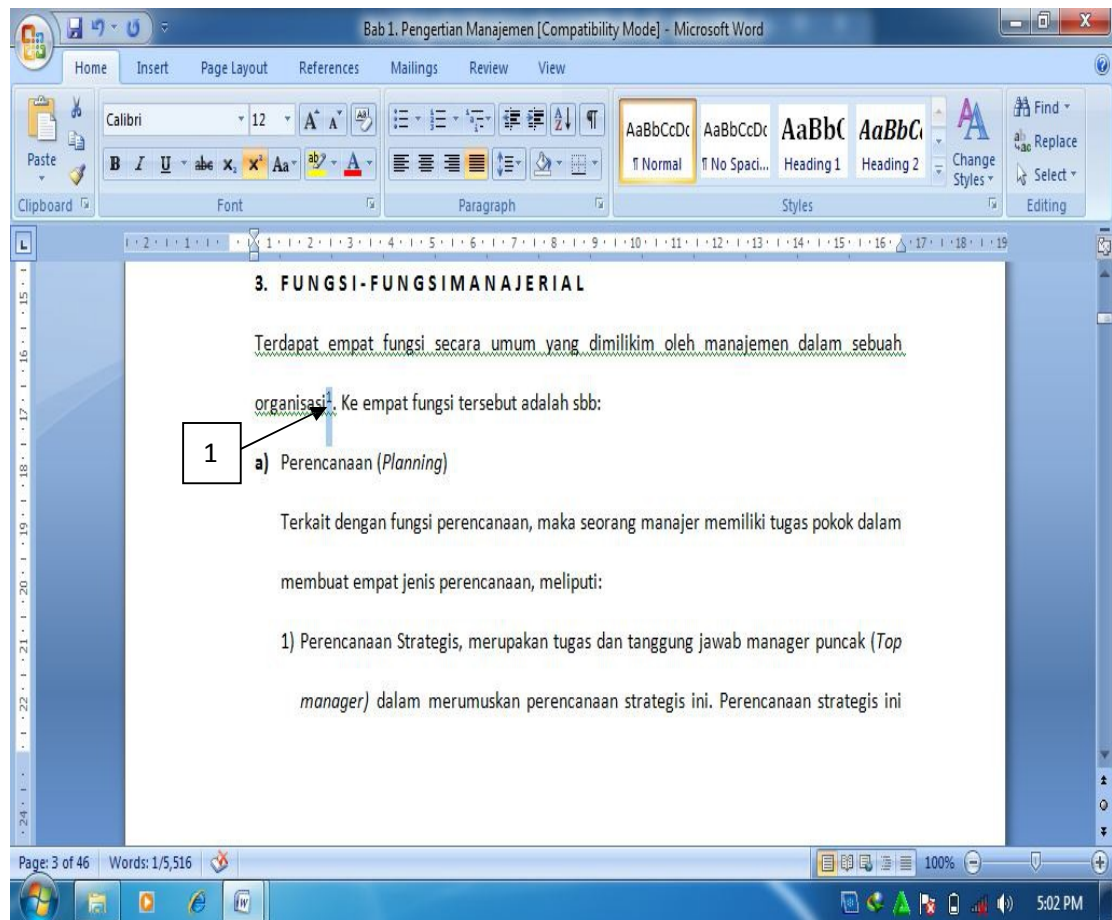 Bab 1. Pengertian Manajemen [Compatibility Mode] - Microsoft Word
Home Insert Page Layout References Mailings Review View
Paste
Calibri 12
AaBbCcDc AaBbCcDc AaBbC AaBbC
¶ Normal ¶ No Spaci... Heading 1 Heading 2
Change Styles
Find
Replace
Select
Clipboard Font Paragraph Styles Editing
3. FUNGSI-FUNGSIMANAJERIAL
Terdapat empat fungsi secara umum yang dimilikim oleh manajemen dalam sebuah
organisasi1. Ke empat fungsi tersebut adalah sbb:
1
a) Perencanaan (Planning)
Terkait dengan fungsi perencanaan, maka seorang manajer memiliki tugas pokok dalam
membuat empat jenis perencanaan, meliputi:
1) Perencanaan Strategis, merupakan tugas dan tanggung jawab manager puncak (Top
manager) dalam merumuskan perencanaan strategis ini. Perencanaan strategis ini
Page: 3 of 46 Words: 1/5,516 100%
5:02 PM